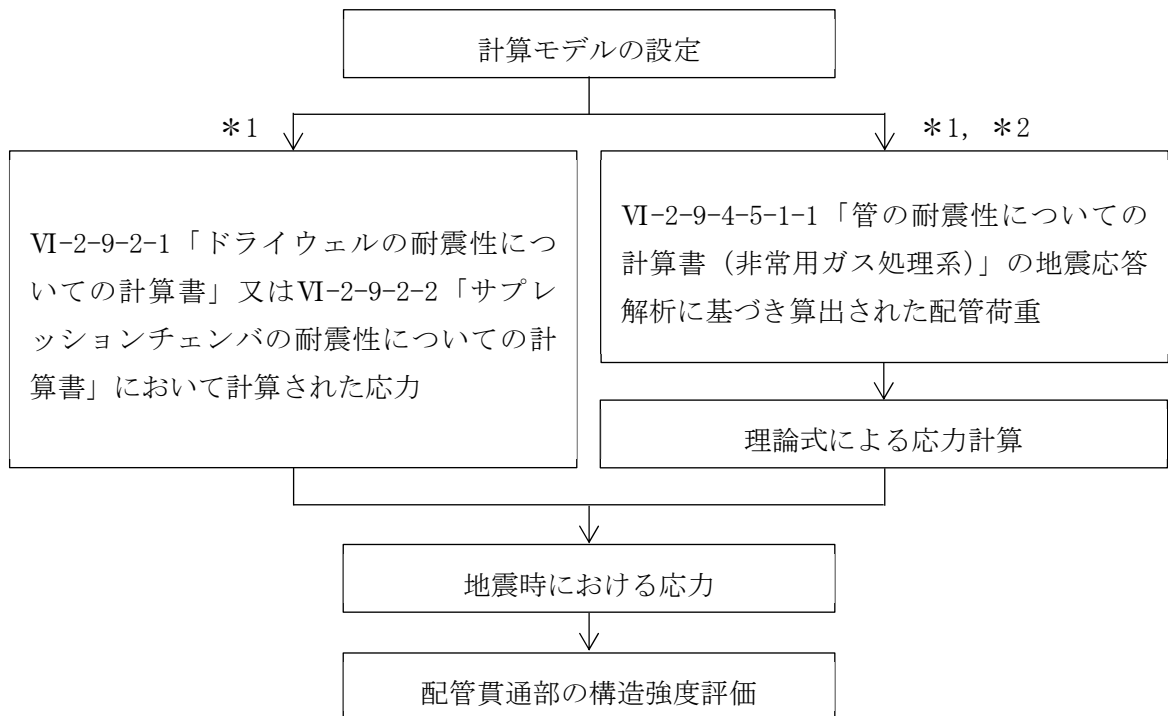 計算モデルの設定
＊1
＊1, ＊2
Ⅵ-2-9-2-1「ドライウェルの耐震性につ
いての計算書」又はⅥ-2-9-2-2「サプレ
ッションチェンバの耐震性についての計
算書」において計算された応力
Ⅵ-2-9-4-5-1-1「管の耐震性についての
計算書（非常用ガス処理系）」の地震応答
解析に基づき算出された配管荷重
理論式による応力計算
地震時における応力
配管貫通部の構造強度評価